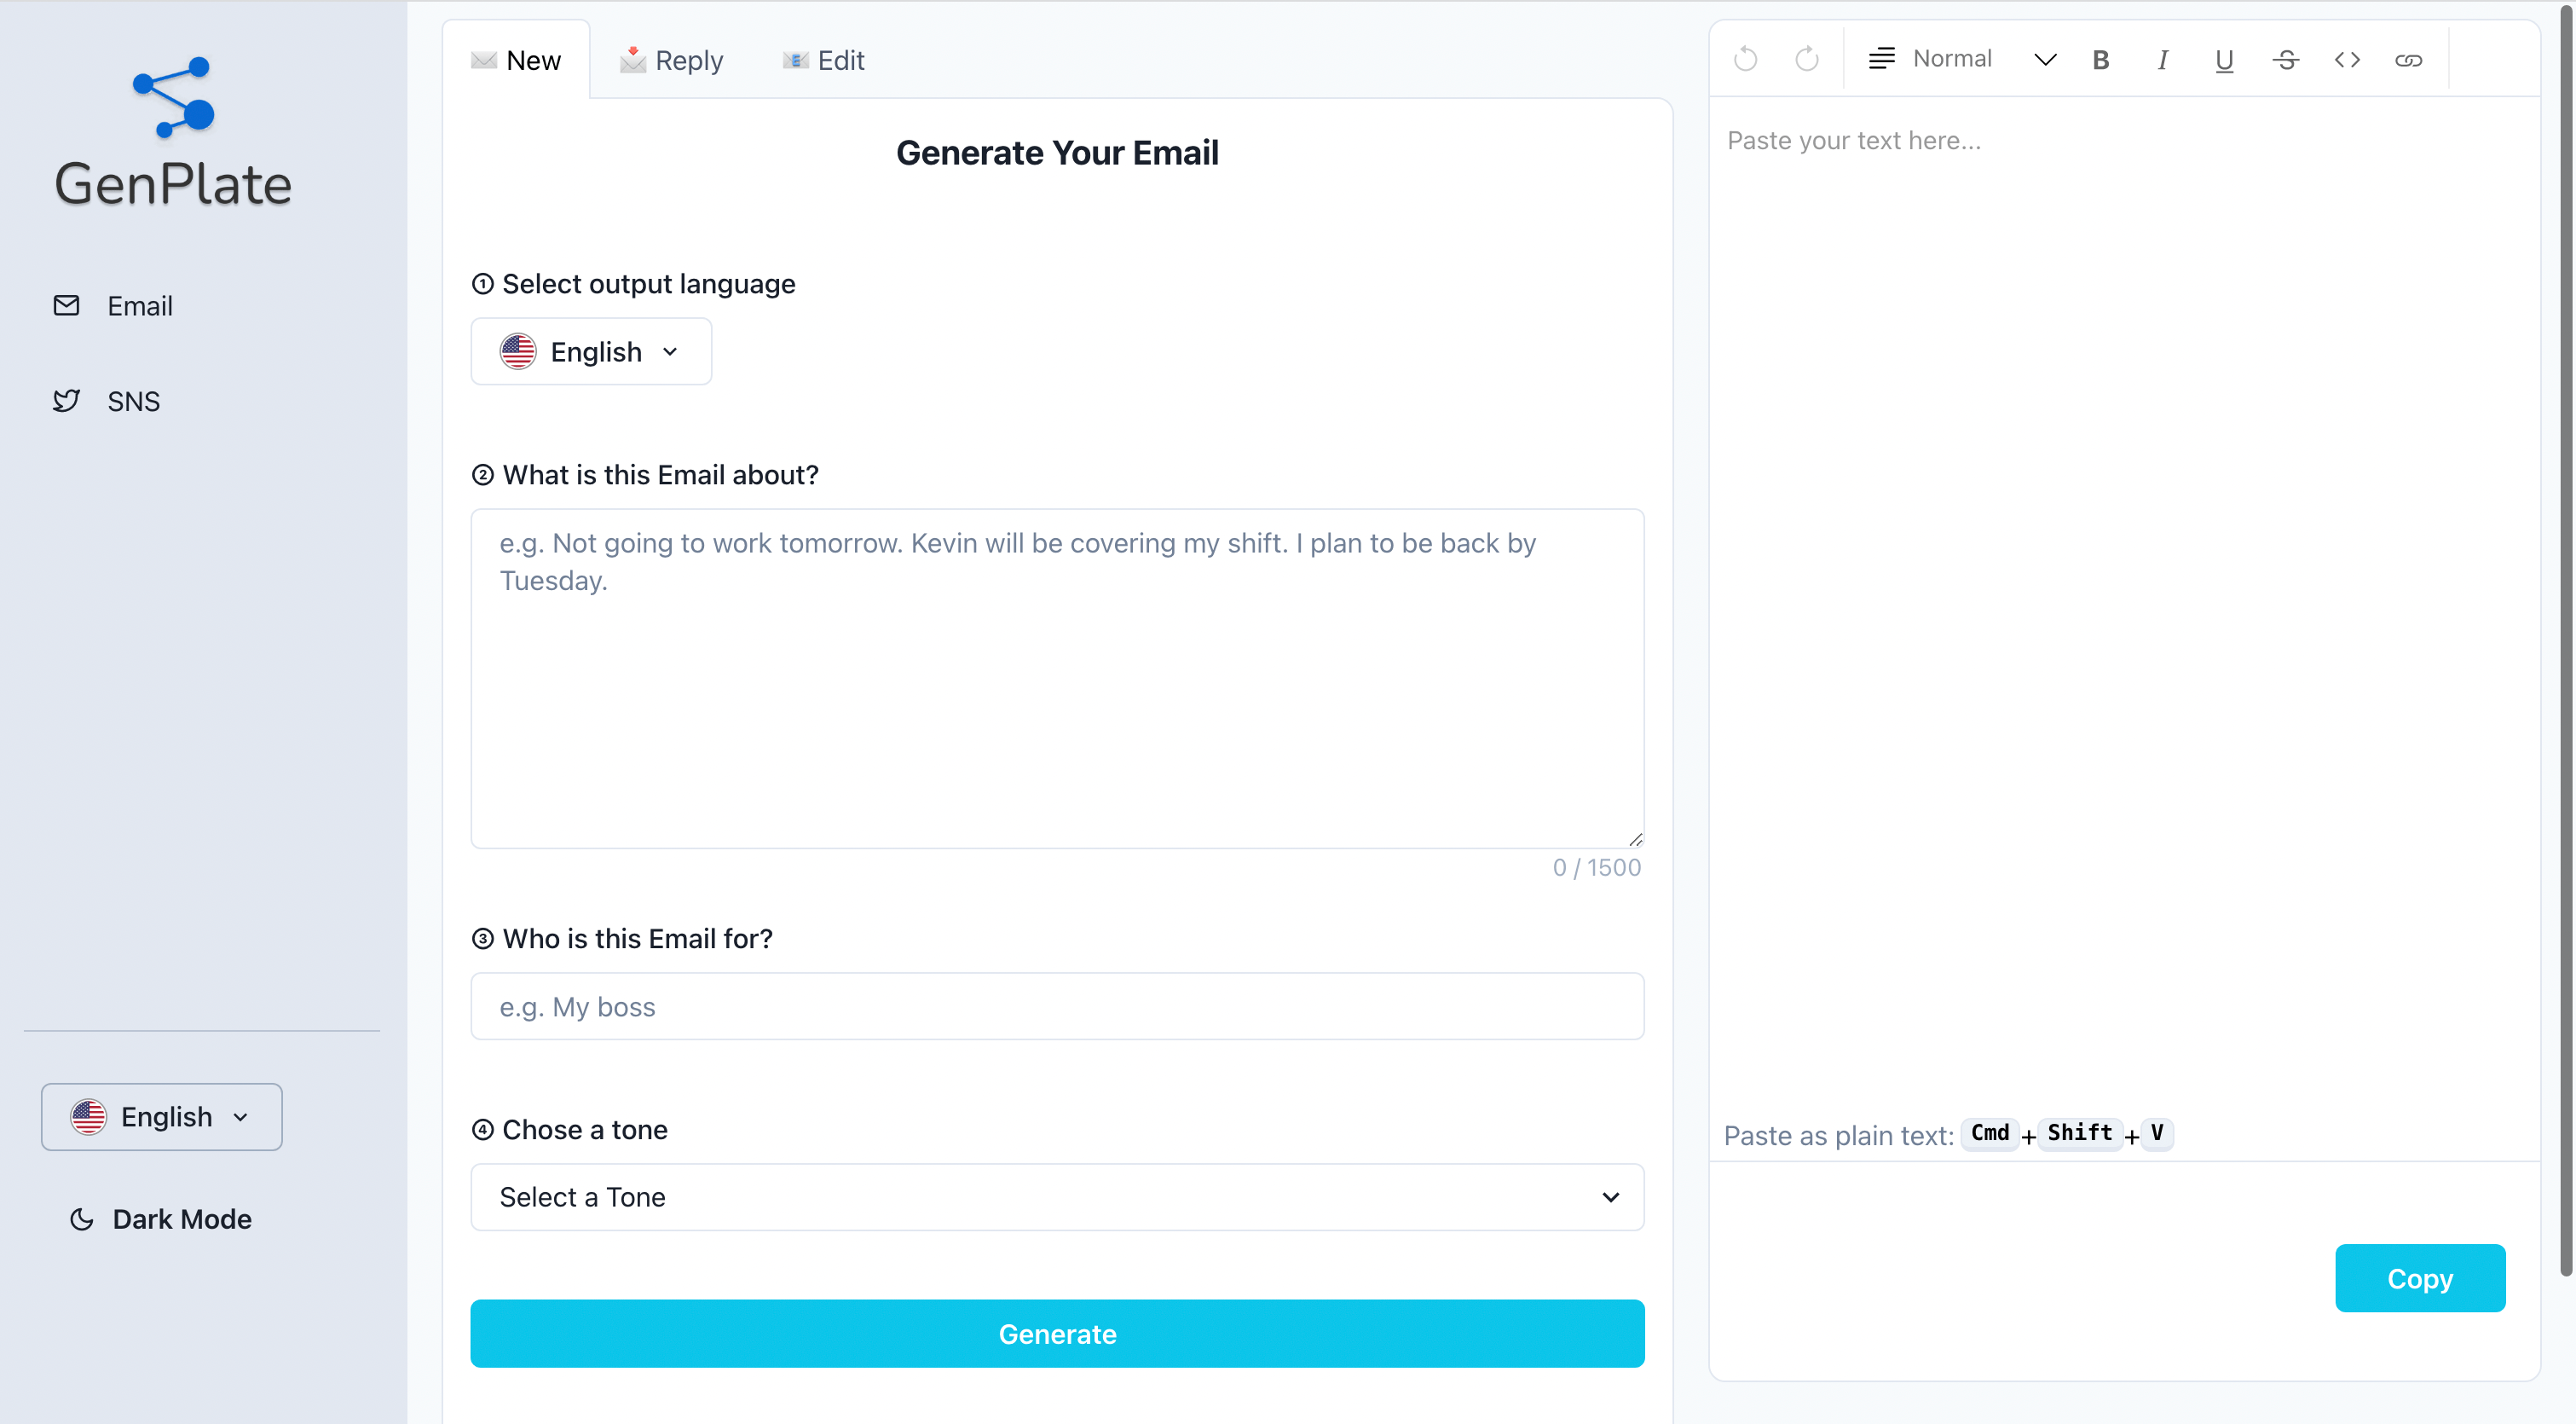 GenPlate
Email
SNS
English
Dark Mode
New
Reply
Edit
Generate Your Email
① Select output language
English
② What is this Email about?
e.g. Not going to work tomorrow. Kevin will be covering my shift. I plan to be back by
Tuesday.
0 / 1500
③ Who is this Email for?
e.g. My boss
④ Chose a tone
Select a Tone
Generate
Normal
B I U S <>
Paste your text here...
Paste as plain text: Cmd+Shift+V
Copy